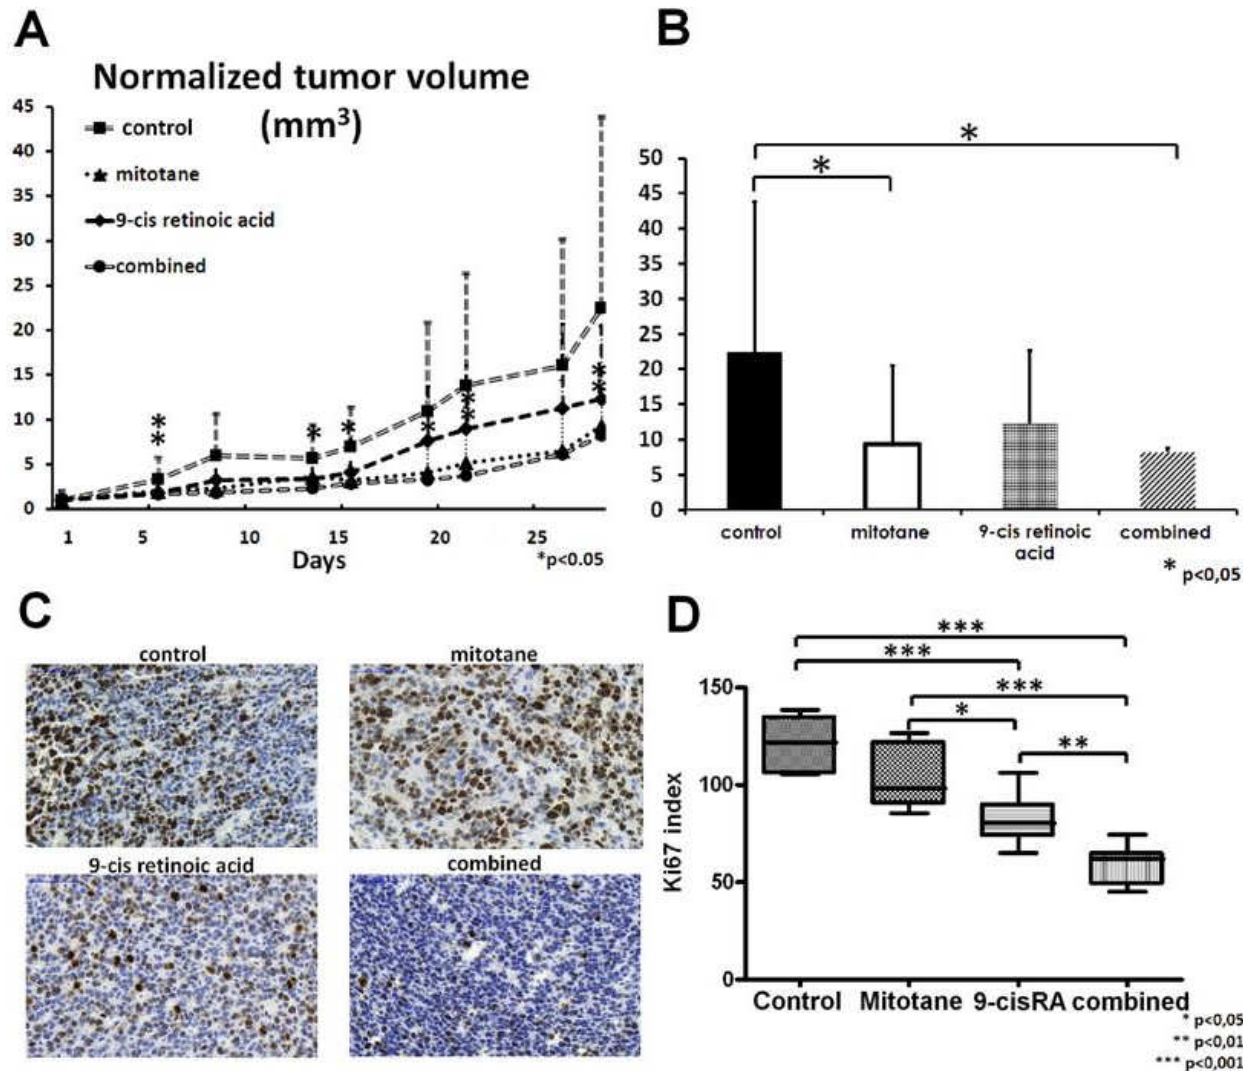 A
Normalized tumor volume
(mm³)
45
40
35
30
25
20
15
10
5
0
control
mitotane
9-cis retinoic acid
combined
*
*
*
*
*
*
*
*
*
1
5
10
15
20
25
Days
*p<0.05
B
*
*
50
45
40
35
30
25
20
15
10
5
0
control
mitotane
9-cis retinoic
acid
combined
* p<0,05
C
control
mitotane
9-cis retinoic acid
combined
D
***
***
***
*
**
150
100
50
0
Ki67 index
Control
Mitotane
9-cisRA
combined
* p<0,05
** p<0,01
*** p<0,001